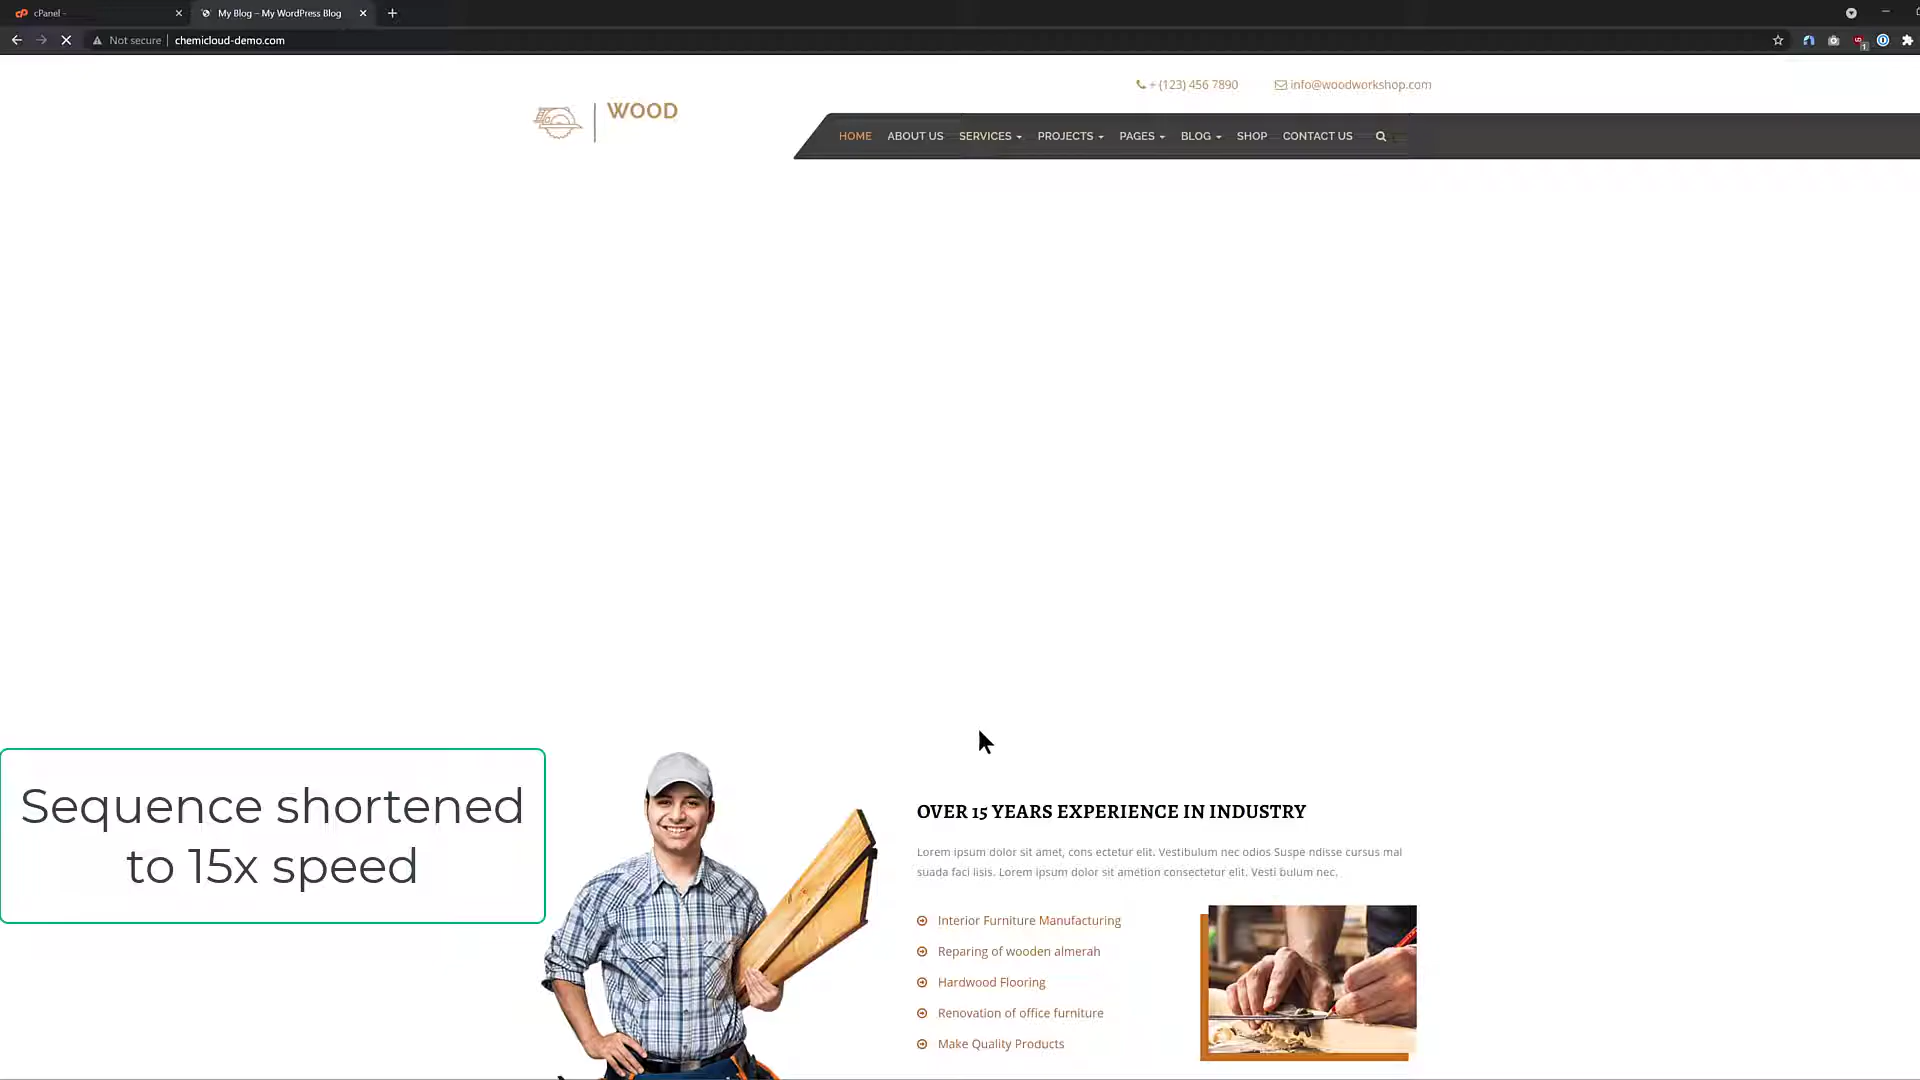 cPanel -
My Blog – My WordPress Blog
Not secure
chemicloud-demo.com
+ (123) 456 7890
info@woodworkshop.com
WOOD
HOME ABOUT US SERVICES PROJECTS PAGES BLOG SHOP CONTACT US
Sequence shortened
to 15x speed
OVER 15 YEARS EXPERIENCE IN INDUSTRY
Lorem ipsum dolor sit amet, cons ectetur elit. Vestibulum nec odios Suspe ndisse cursus mal
suada faci lisis. Lorem ipsum dolor sit ametion consectetur elit. Vesti bulum nec.
Interior Furniture Manufacturing
Reparing of wooden almerah
Hardwood Flooring
Renovation of office furniture
Make Quality Products